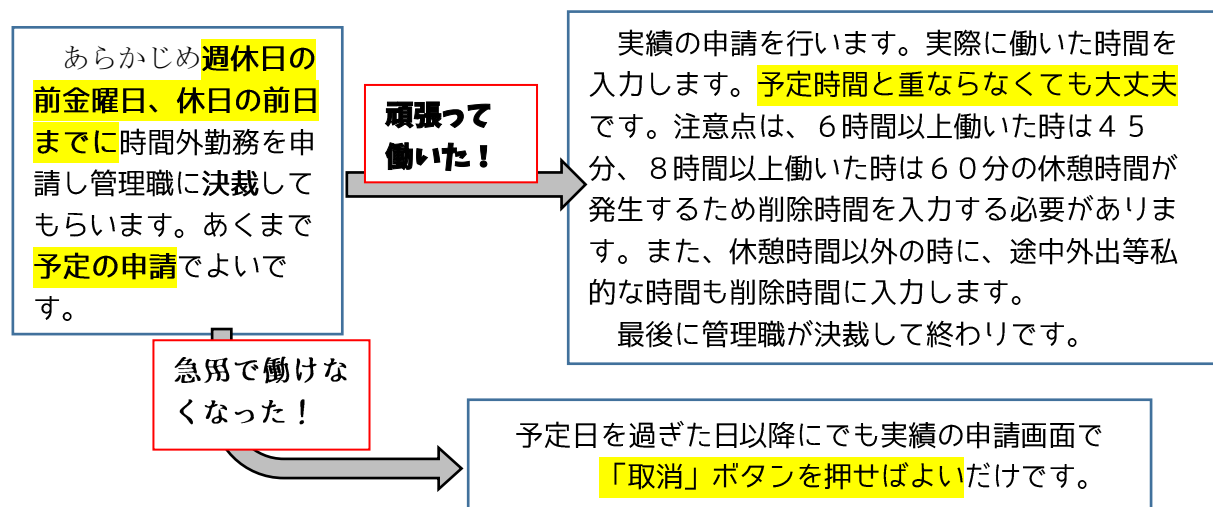 あらかじめ週休日の
前金曜日、休日の前日
までに時間外勤務を申
請し管理職に決裁して
もらいます。あくまで
予定の申請でよいで
す。
頑張って
働いた！
実績の申請を行います。実際に働いた時間を
入力します。予定時間と重ならなくても大丈夫
です。注意点は、６時間以上働いた時は４５
分、８時間以上働いた時は６０分の休憩時間が
発生するため削除時間を入力する必要がありま
す。また、休憩時間以外の時に、途中外出等私
的な時間も削除時間に入力します。
最後に管理職が決裁して終わりです。
急用で働けな
くなった！
予定日を過ぎた日以降にでも実績の申請画面で
「取消」ボタンを押せばよいだけです。